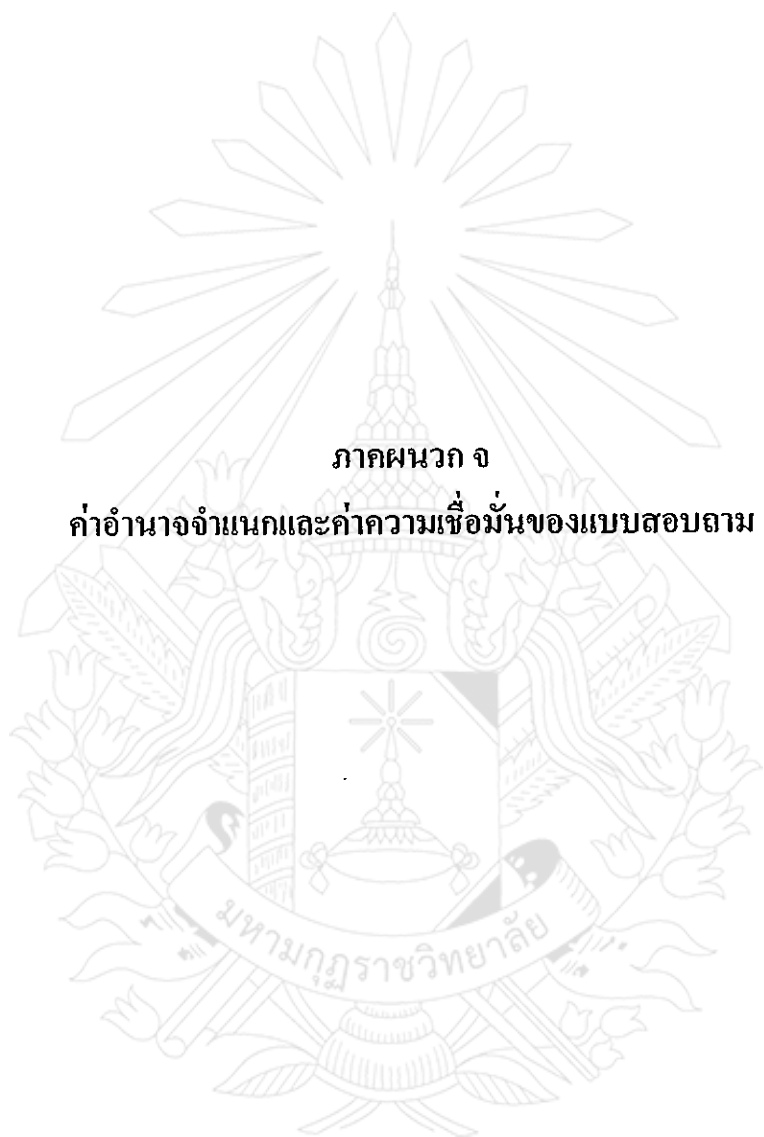 ภาคผนวก จ
ค่าอำนาจจำแนกและค่าความเชื่อมั่นของแบบสอบถาม
มหามกุฏราชวิทยาลัย